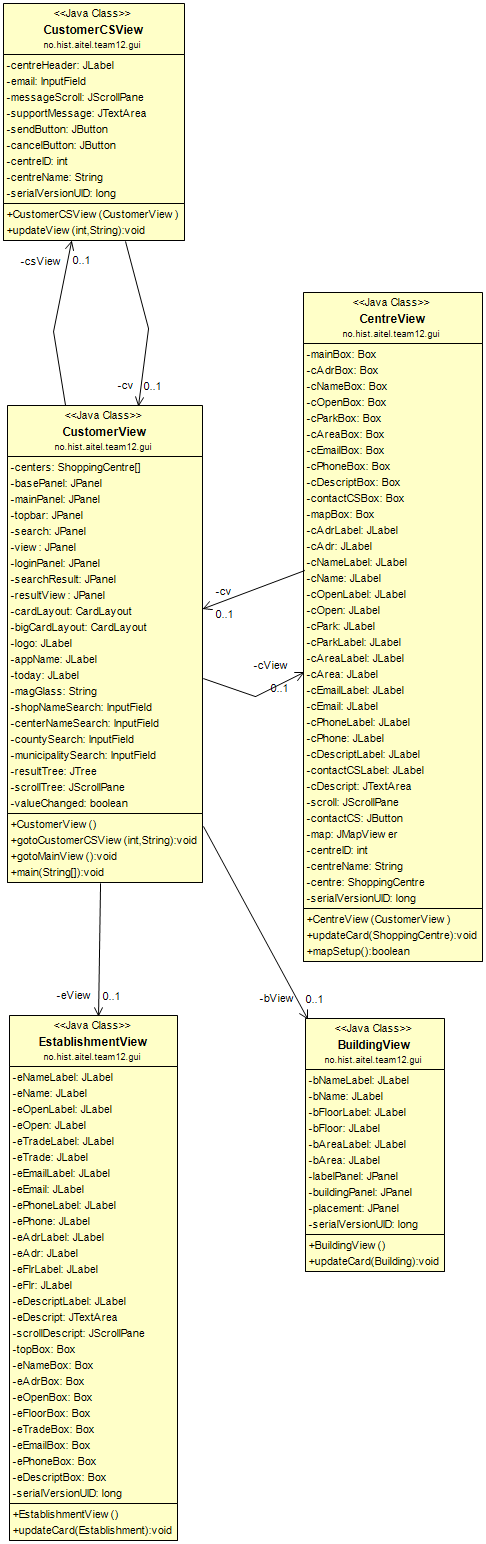 <<Java Class>>
CustomerCSView
no.hist.aitel.team12.gui
-centreHeader: JLabel
-email: InputField
-messageScroll: JScrollPane
-supportMessage: JTextArea
-sendButton: JButton
-cancelButton: JButton
-centreID: int
-centreName: String
-serialVersionUID: long
+CustomerCSView(CustomerView)
+updateView(int,String):void
-csView
0..1
-cv
0..1
<<Java Class>>
CustomerView
no.hist.aitel.team12.gui
-centers: ShoppingCentre[]
-basePanel: JPanel
-mainPanel: JPanel
-topbar: JPanel
-search: JPanel
-view: JPanel
-loginPanel: JPanel
-searchResult: JPanel
-resultView: JPanel
-cardLayout: CardLayout
-bigCardLayout: CardLayout
-logo: JLabel
-appName: JLabel
-today: JLabel
-magGlass: String
-shopNameSearch: InputField
-centerNameSearch: InputField
-countySearch: InputField
-municipalitySearch: InputField
-resultTree: JTree
-scrollTree: JScrollPane
-valueChanged: boolean
+CustomerView()
+gotoCustomerCSView(int,String):void
+gotoMainView():void
+main(String[]):void
-cv
0..1
-cView
0..1
<<Java Class>>
CentreView
no.hist.aitel.team12.gui
-mainBox: Box
-cAdrBox: Box
-cNameBox: Box
-cOpenBox: Box
-cParkBox: Box
-cAreaBox: Box
-cEmailBox: Box
-cPhoneBox: Box
-cDescriptBox: Box
-contactCSBox: Box
-mapBox: Box
-cAdrLabel: JLabel
-cAdr: JLabel
-cNameLabel: JLabel
-cName: JLabel
-cOpenLabel: JLabel
-cOpen: JLabel
-cPark: JLabel
-cParkLabel: JLabel
-cAreaLabel: JLabel
-cArea: JLabel
-cEmailLabel: JLabel
-cEmail: JLabel
-cPhoneLabel: JLabel
-cPhone: JLabel
-cDescriptLabel: JLabel
-contactCSLabel: JLabel
-cDescript: JTextArea
-scroll: JScrollPane
-contactCS: JButton
-map: JMapViewer
-centreID: int
-centreName: String
-centre: ShoppingCentre
-serialVersionUID: long
+CentreView(CustomerView)
+updateCard(ShoppingCentre):void
+mapSetup():boolean
-eView
0..1
-bView
0..1
<<Java Class>>
EstablishmentView
no.hist.aitel.team12.gui
-eNameLabel: JLabel
-eName: JLabel
-eOpenLabel: JLabel
-eOpen: JLabel
-eTradeLabel: JLabel
-eTrade: JLabel
-eEmailLabel: JLabel
-eEmail: JLabel
-ePhoneLabel: JLabel
-ePhone: JLabel
-eAdrLabel: JLabel
-eAdr: JLabel
-eFlrLabel: JLabel
-eFlr: JLabel
-eDescriptLabel: JLabel
-eDescript: JTextArea
-scrollDescript: JScrollPane
-topBox: Box
-eNameBox: Box
-eAdrBox: Box
-eOpenBox: Box
-eFloorBox: Box
-eTradeBox: Box
-eEmailBox: Box
-ePhoneBox: Box
-eDescriptBox: Box
-serialVersionUID: long
+EstablishmentView()
+updateCard(Establishment):void
<<Java Class>>
BuildingView
no.hist.aitel.team12.gui
-bNameLabel: JLabel
-bName: JLabel
-bFloorLabel: JLabel
-bFloor: JLabel
-bAreaLabel: JLabel
-bArea: JLabel
-labelPanel: JPanel
-buildingPanel: JPanel
-placement: JPanel
-serialVersionUID: long
+BuildingView()
+updateCard(Building):void